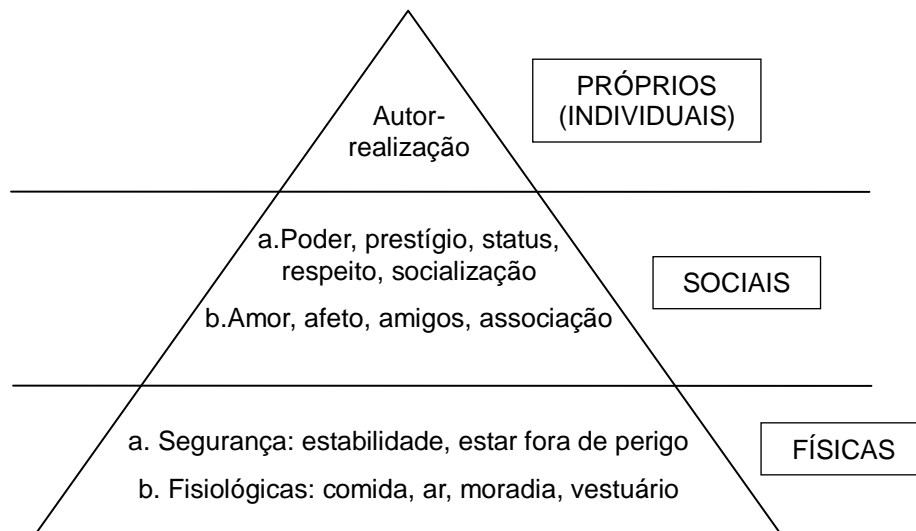 Autor-
realização
PRÓPRIOS
(INDIVIDUAIS)
a.Poder, prestígio, status,
respeito, socialização
b.Amor, afeto, amigos, associação
SOCIAIS
a. Segurança: estabilidade, estar fora de perigo
b. Fisiológicas: comida, ar, moradia, vestuário
FÍSICAS